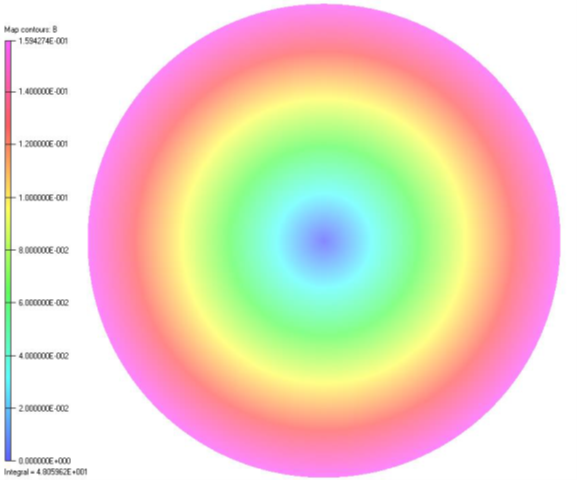 Map contours: B
1.594274E-001
1.400000E-001
1.200000E-001
1.000000E-001
8.000000E-002
6.000000E-002
4.000000E-002
2.000000E-002
0.000000E+000
Integral = 4.805962E+001